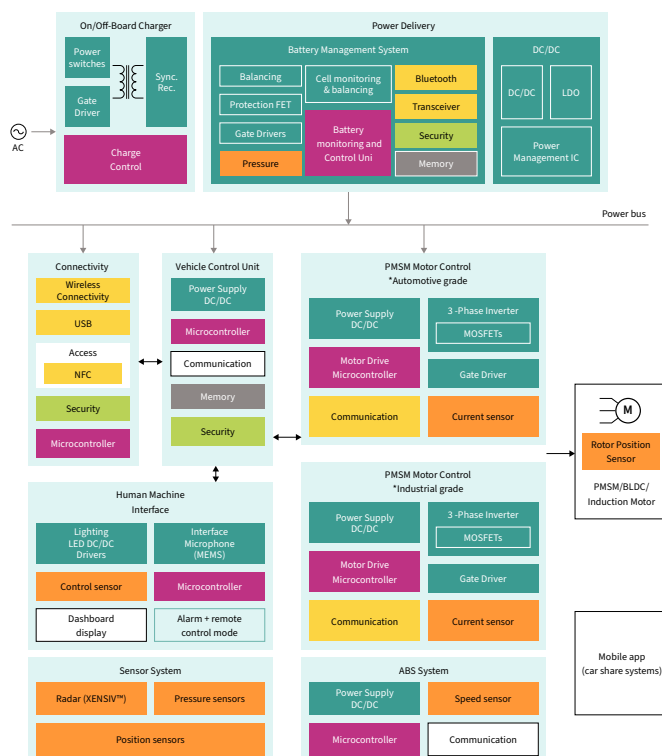 On/Off-Board Charger
Power
switches
Gate
Driver
Sync.
Rec.
Charge
Control
AC
Power Delivery
Battery Management System
Balancing
Protection FET
Gate Drivers
Pressure
Cell monitoring
& balancing
Battery
monitoring and
Control Uni
Bluetooth
Transceiver
Security
Memory
DC/DC
DC/DC
LDO
Power
Management IC
Power bus
Connectivity
Wireless
Connectivity
USB
Access
NFC
Security
Microcontroller
Vehicle Control Unit
Power Supply
DC/DC
Microcontroller
Communication
Memory
Security
PMSM Motor Control
*Automotive grade
Power Supply
DC/DC
3 -Phase Inverter
MOSFETs
Motor Drive
Microcontroller
Gate Driver
Communication
Current sensor
M
Rotor Position
Sensor
PMSM/BLDC/
Induction Motor
Human Machine
Interface
Lighting
LED DC/DC
Drivers
Interface
Microphone
(MEMS)
Control sensor
Microcontroller
Dashboard
display
Alarm + remote
control mode
PMSM Motor Control
*Industrial grade
Power Supply
DC/DC
3 -Phase Inverter
MOSFETs
Motor Drive
Microcontroller
Gate Driver
Communication
Current sensor
Mobile app
(car share systems)
Sensor System
Radar (XENSIV™)
Pressure sensors
Position sensors
ABS System
Power Supply
DC/DC
Speed sensor
Microcontroller
Communication